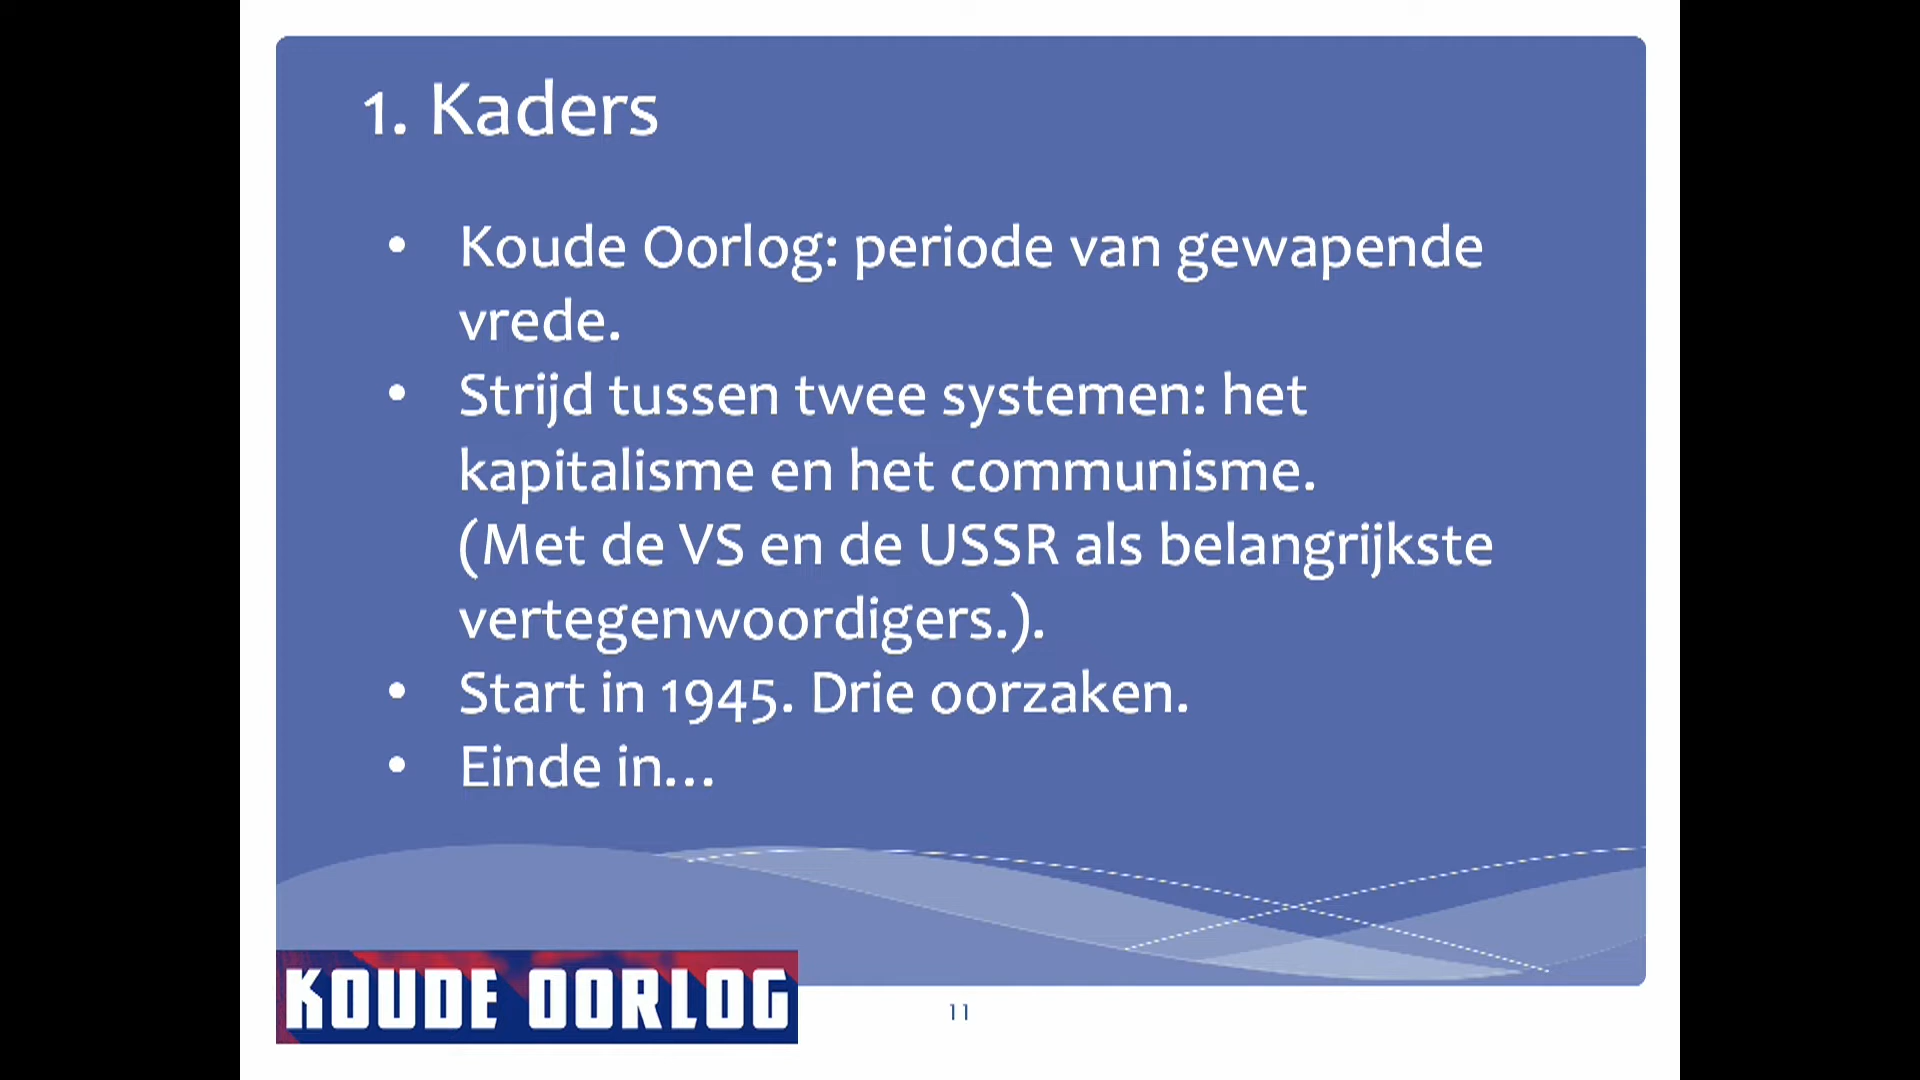 1. Kaders
• Koude Oorlog: periode van gewapende
vrede.
• Strijd tussen twee systemen: het
kapitalisme en het communisme.
(Met de VS en de USSR als belangrijkste
vertegenwoordigers.).
• Start in 1945. Drie oorzaken.
• Einde in...
KOUDE OORLOG
11